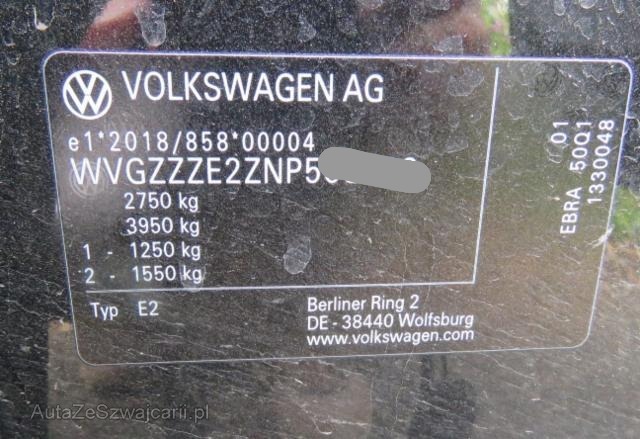 VOLKSWAGEN AG
e1*2018/858*00004
WVGZZZE2ZNP5
2750 kg
3950 kg
1 - 1250 kg
2 - 1550 kg
Typ E2
Berliner Ring 2
DE - 38440 Wolfsburg
www.volkswagen.com
01
EBRA 50Q1
1330048
AutaZeSzwajcarii.pl